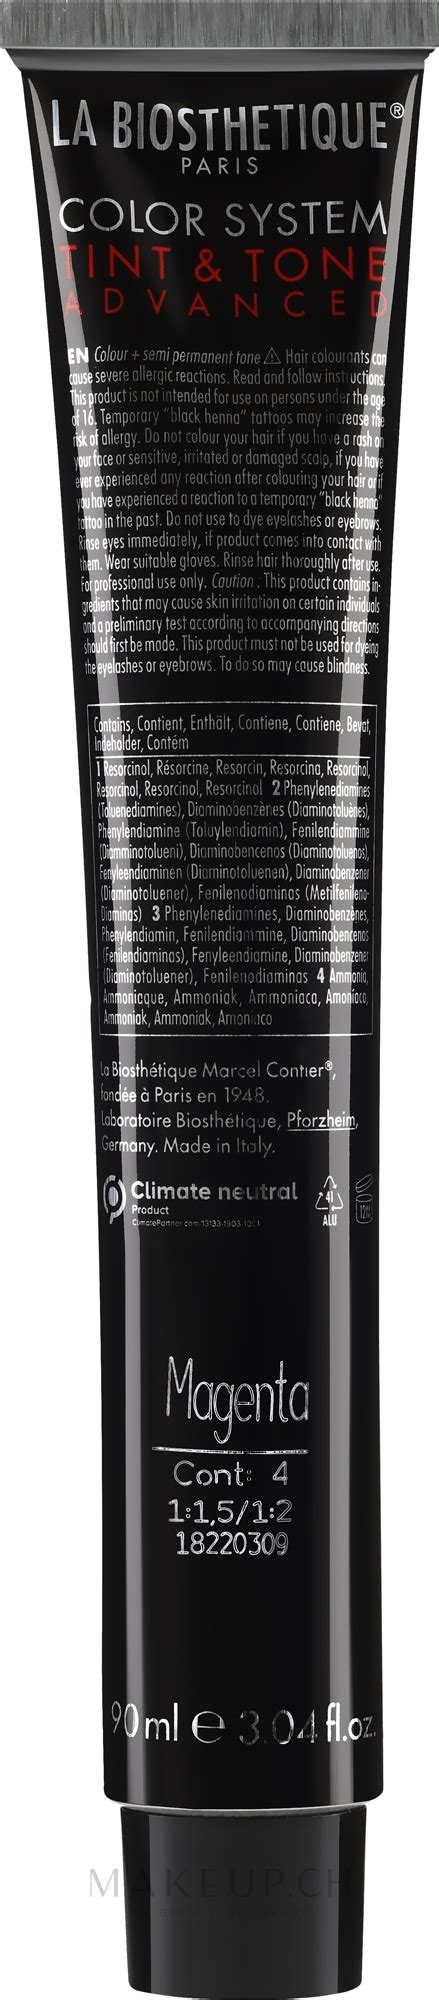 LA BIOSTHETIQUE®
PARIS
COLOR SYSTEM
TINT & TONE
ADVANCED
EN Colour + semi permanent tone ⚠ Hair colourants can
cause severe allergic reactions. Read and follow instructions.
This product is not intended for use on persons under the age
of 16. Temporary "black henna" tattoos may increase the
risk of allergy. Do not colour your hair if you have a rash on
your face or sensitive, irritated or damaged scalp, if you have
ever experienced any reaction after colouring your hair or if
you have experienced a reaction to a temporary "black henna"
tattoo in the past. Do not use to dye eyelashes or eyebrows.
Rinse eyes immediately, if product comes into contact with
them. Wear suitable gloves. Rinse hair thoroughly after use.
For professional use only. Caution : This product contains in-
gredients that may cause skin irritation on certain individuals
and a preliminary test according to accompanying directions
should first be made. This product must not be used for dyeing
the eyelashes or eyebrows. To do so may cause blindness.
Contains, Contient, Enthält, Contiene, Contiene, Bevat,
Indeholder, Contém
1 Resorcinol, Résorcine, Resorcin, Resorcina, Resorcinol,
Resorcinol, Resorcinol, Resorcinol 2 Phenylenediamines
(Toluenediamines), Diaminobenzènes (Diaminotoluènes),
Phenylendiamine (Toluylendiamin), Fenilendiammine
(Diamminotolueni), Diaminobencenos (Diaminotoluenos),
Fenyleendiaminen (Diaminotoluenen), Diaminobenzener
(Diaminotoluener), Fenilenodiaminas (Metilfenileno-
Diaminas) 3 Phenylenediamines, Diaminobenzènes,
Phenylendiamin, Fenilendiammine, Diaminobencenos
(Fenilendiaminas), Fenyleendiamine, Diaminobenzener
(Diaminotoluener), Fenilenodiaminas 4 Ammonia,
Ammoniaque, Ammoniak, Ammoniaca, Amoníaco,
Ammoniak, Ammoniak, Amoníaco
La Biosthétique Marcel Contier®,
fondée à Paris en 1948.
Laboratoire Biosthétique, Pforzheim,
Germany. Made in Italy.
Climate neutral
Product
ClimatePartner.com/13133-1903-1001
41
ALU
12M
Magenta
Cont: 4
1:1,5/1:2
18220309
90 ml e 3.04 fl.oz.
MAKEUP.CH